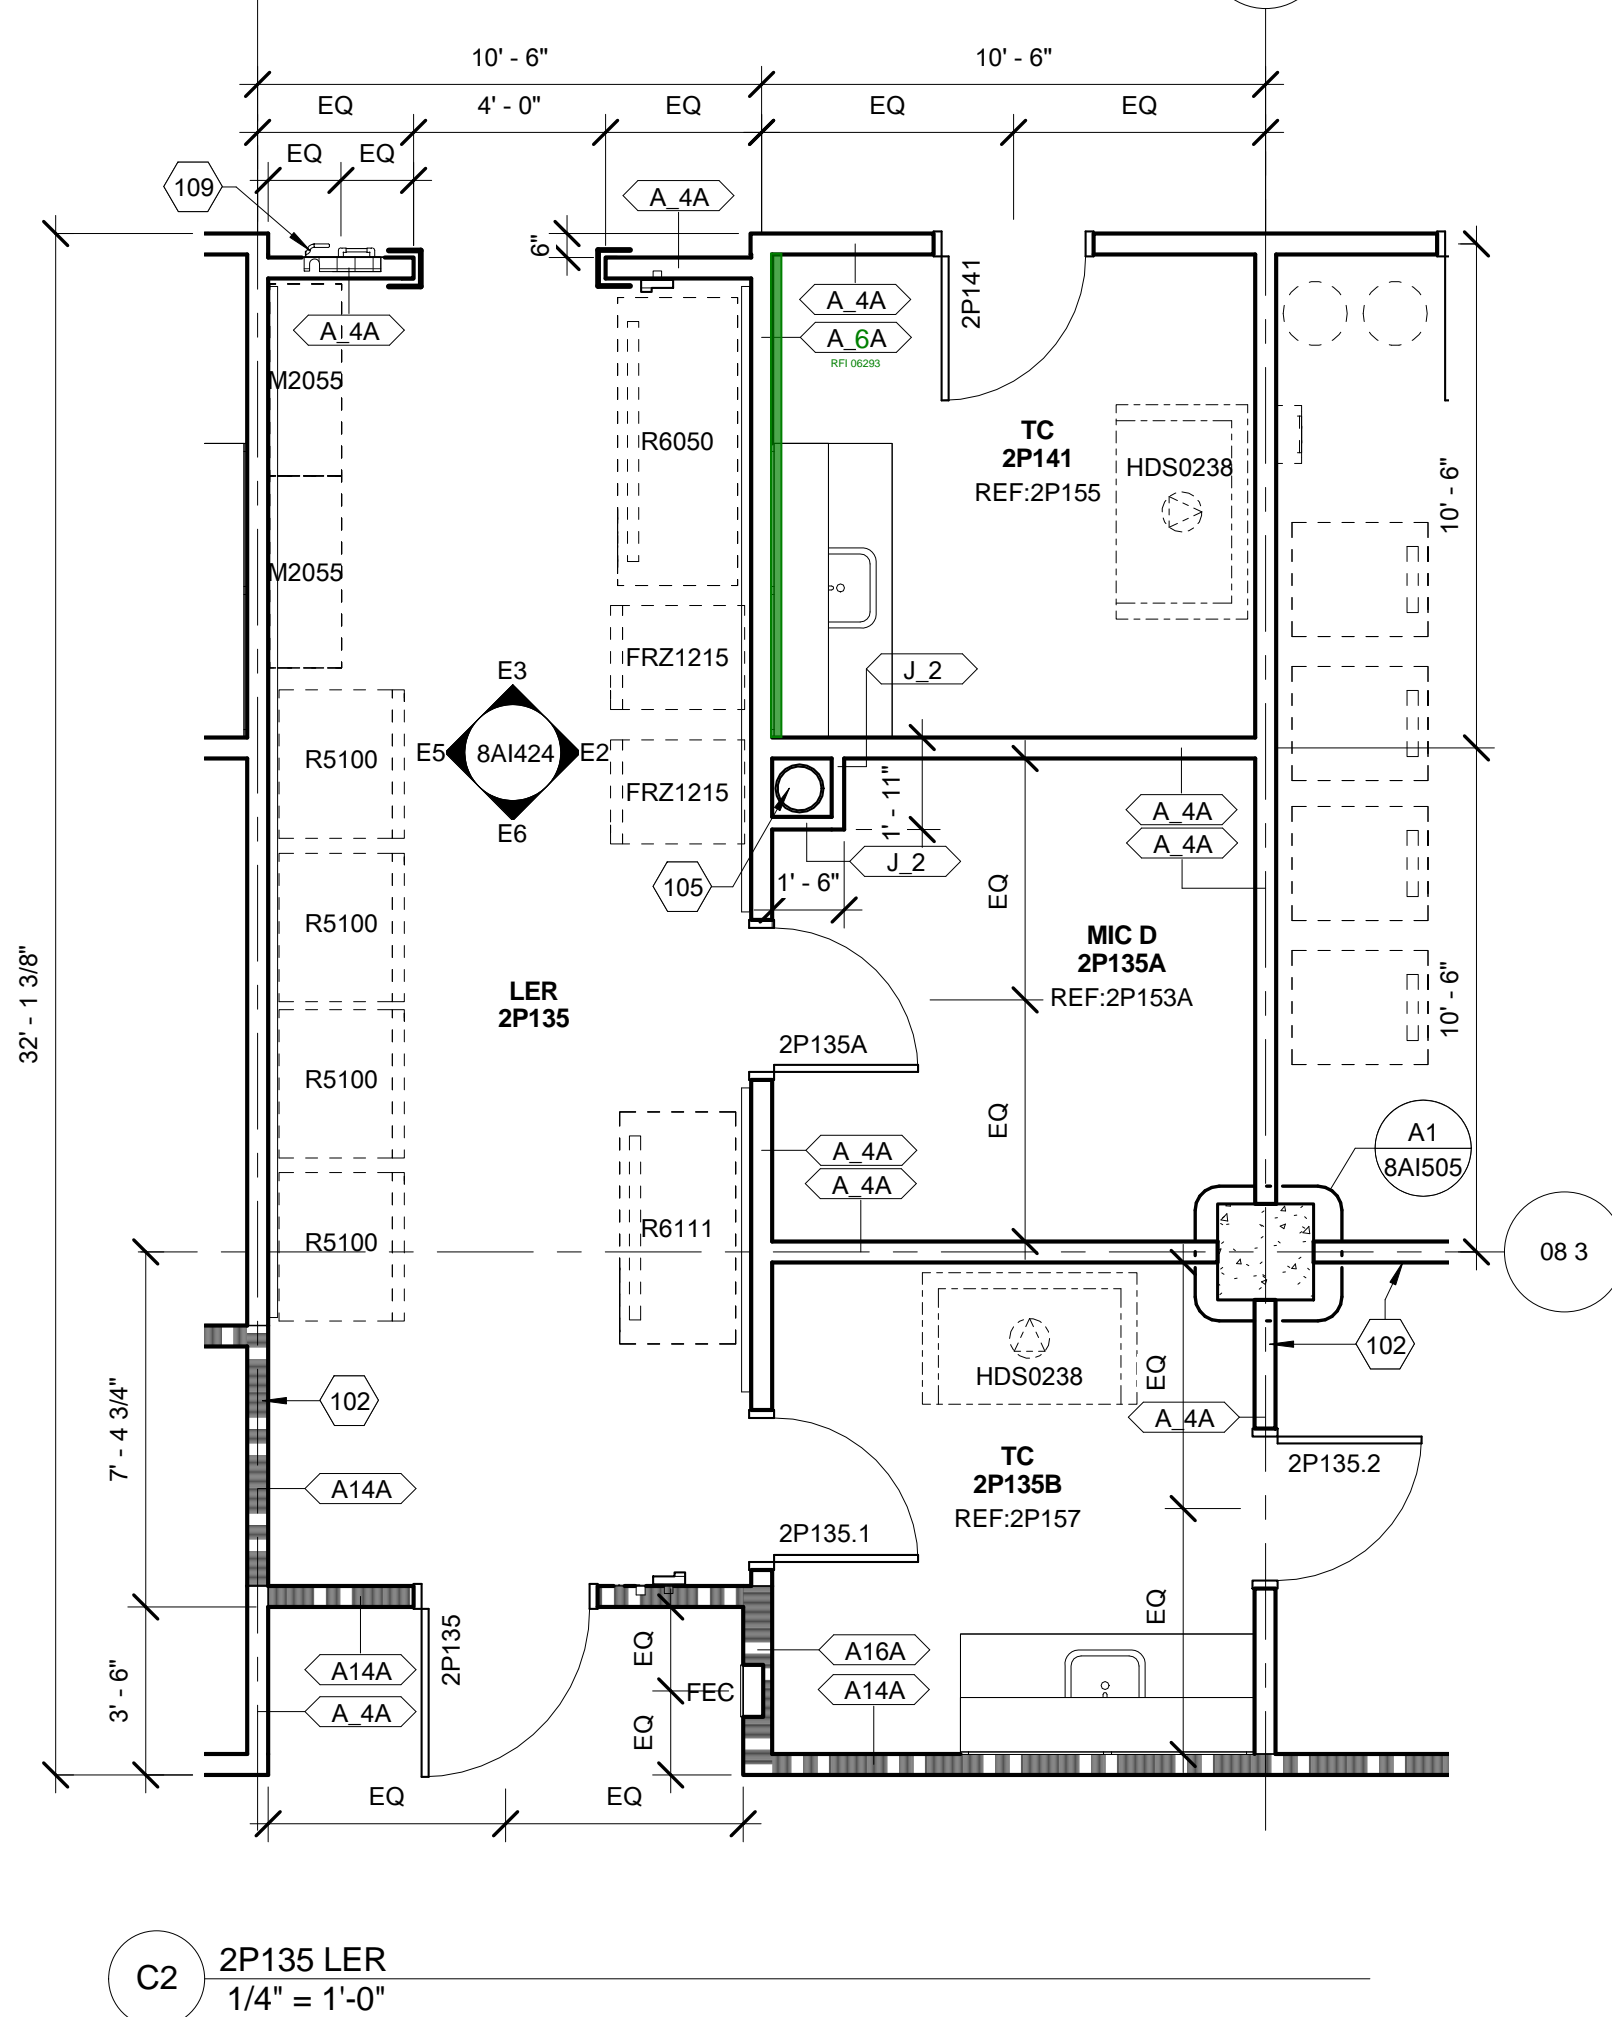 10' - 6"
10' - 6"
EQ
4' - 0"
EQ
EQ
EQ
EQ
EQ
109
A_4A
6"
A_4A
A_4A
A_6A
RFI 06293
2P141
M2055
R6050
TC
2P141
REF:2P155
HDS0238
10' - 6"
M2055
FRZ1215
J_2
E3
E5
8AI424
E2
E6
R5100
FRZ1215
1' - 11"
A_4A
A_4A
J_2
105
1' - 6"
EQ
R5100
MIC D
2P135A
REF:2P153A
10' - 6"
LER
2P135
32' - 1 3/8"
2P135A
R5100
EQ
A_4A
A_4A
A1
8AI505
R5100
R6111
08 3
102
HDS0238
EQ
102
7' - 4 3/4"
A_4A
TC
2P135B
REF:2P157
2P135.2
A14A
2P135.1
2P135
EQ
EQ
A16A
A14A
A14A
A_4A
3' - 6"
FEC
EQ
EQ
EQ
C2
2P135 LER
1/4" = 1'-0"